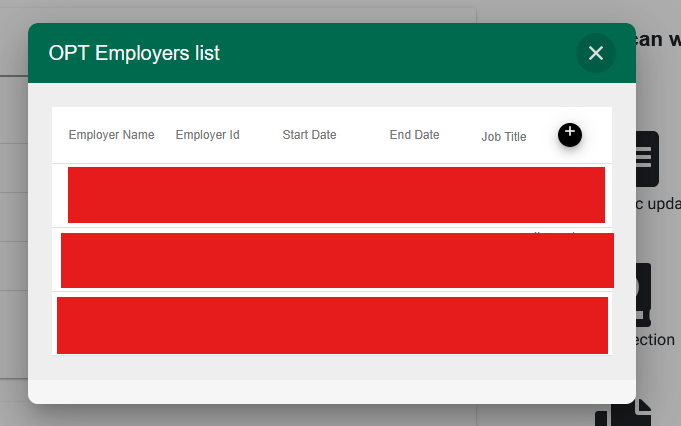 can w
OPT Employers list
Employer Name Employer Id Start Date End Date Job Title
c upda
ection